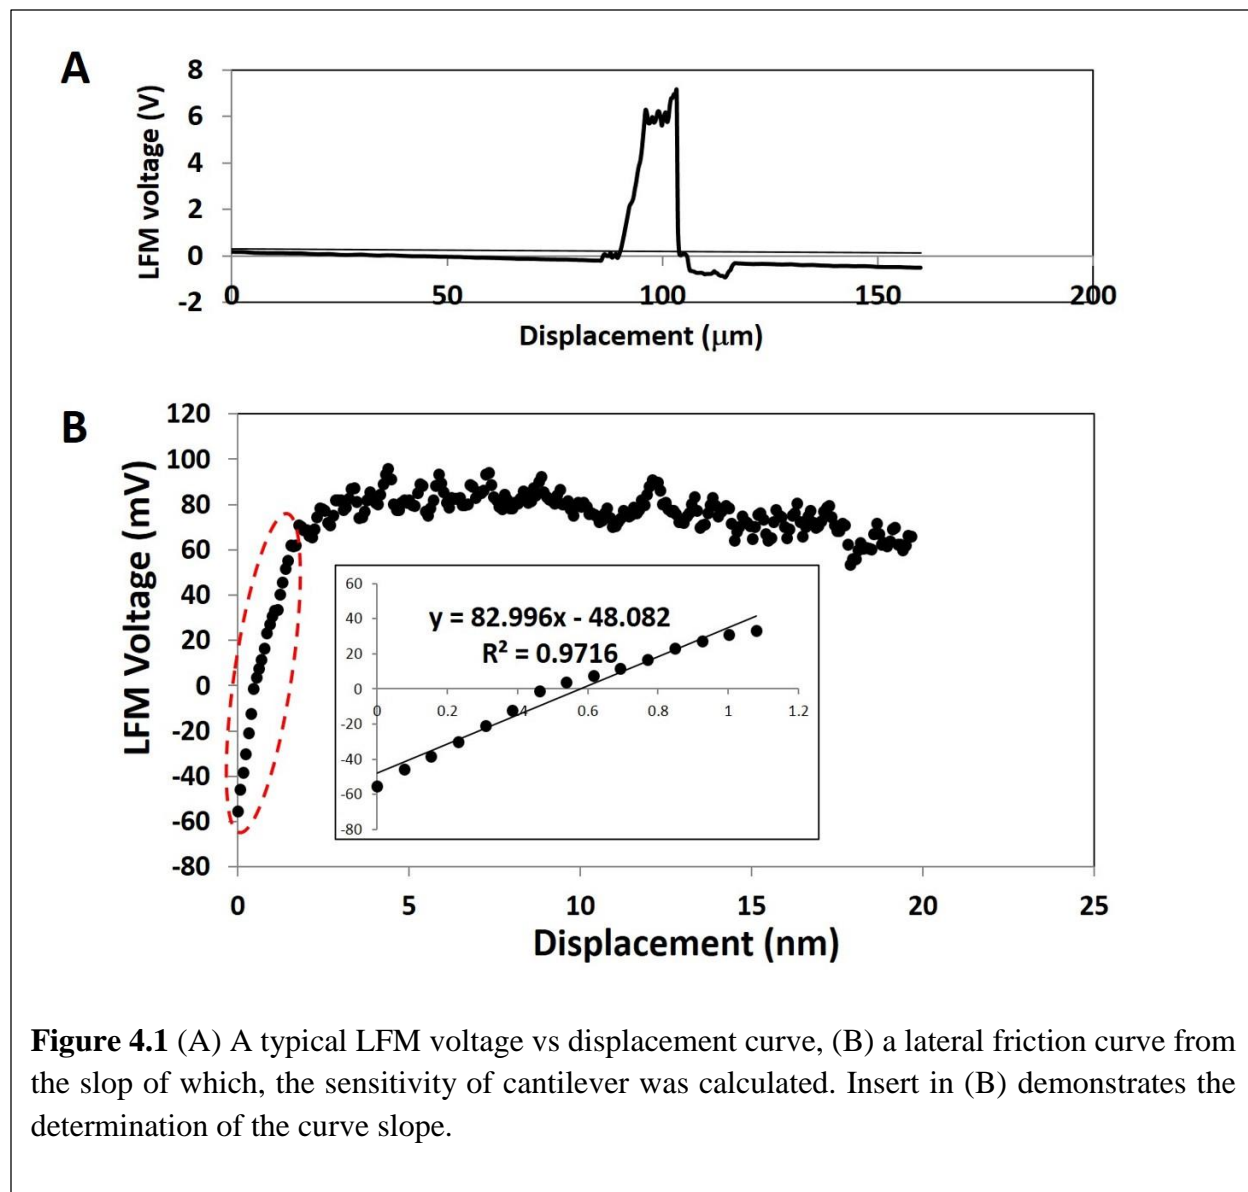 A
LFM voltage (V)
8
6
4
2
0
-2
0 50 100 150 200
Displacement (μm)
B
LFM Voltage (mV)
120
100
80
60
40
20
0
-20
-40
-60
-80
0 5 10 15 20 25
Displacement (nm)
y = 82.996x - 48.082
R² = 0.9716
60
40
20
0
-20
-40
-60
-80
0 0.2 0.4 0.6 0.8 1 1.2
Figure 4.1 (A) A typical LFM voltage vs displacement curve, (B) a lateral friction curve from
the slop of which, the sensitivity of cantilever was calculated. Insert in (B) demonstrates the
determination of the curve slope.